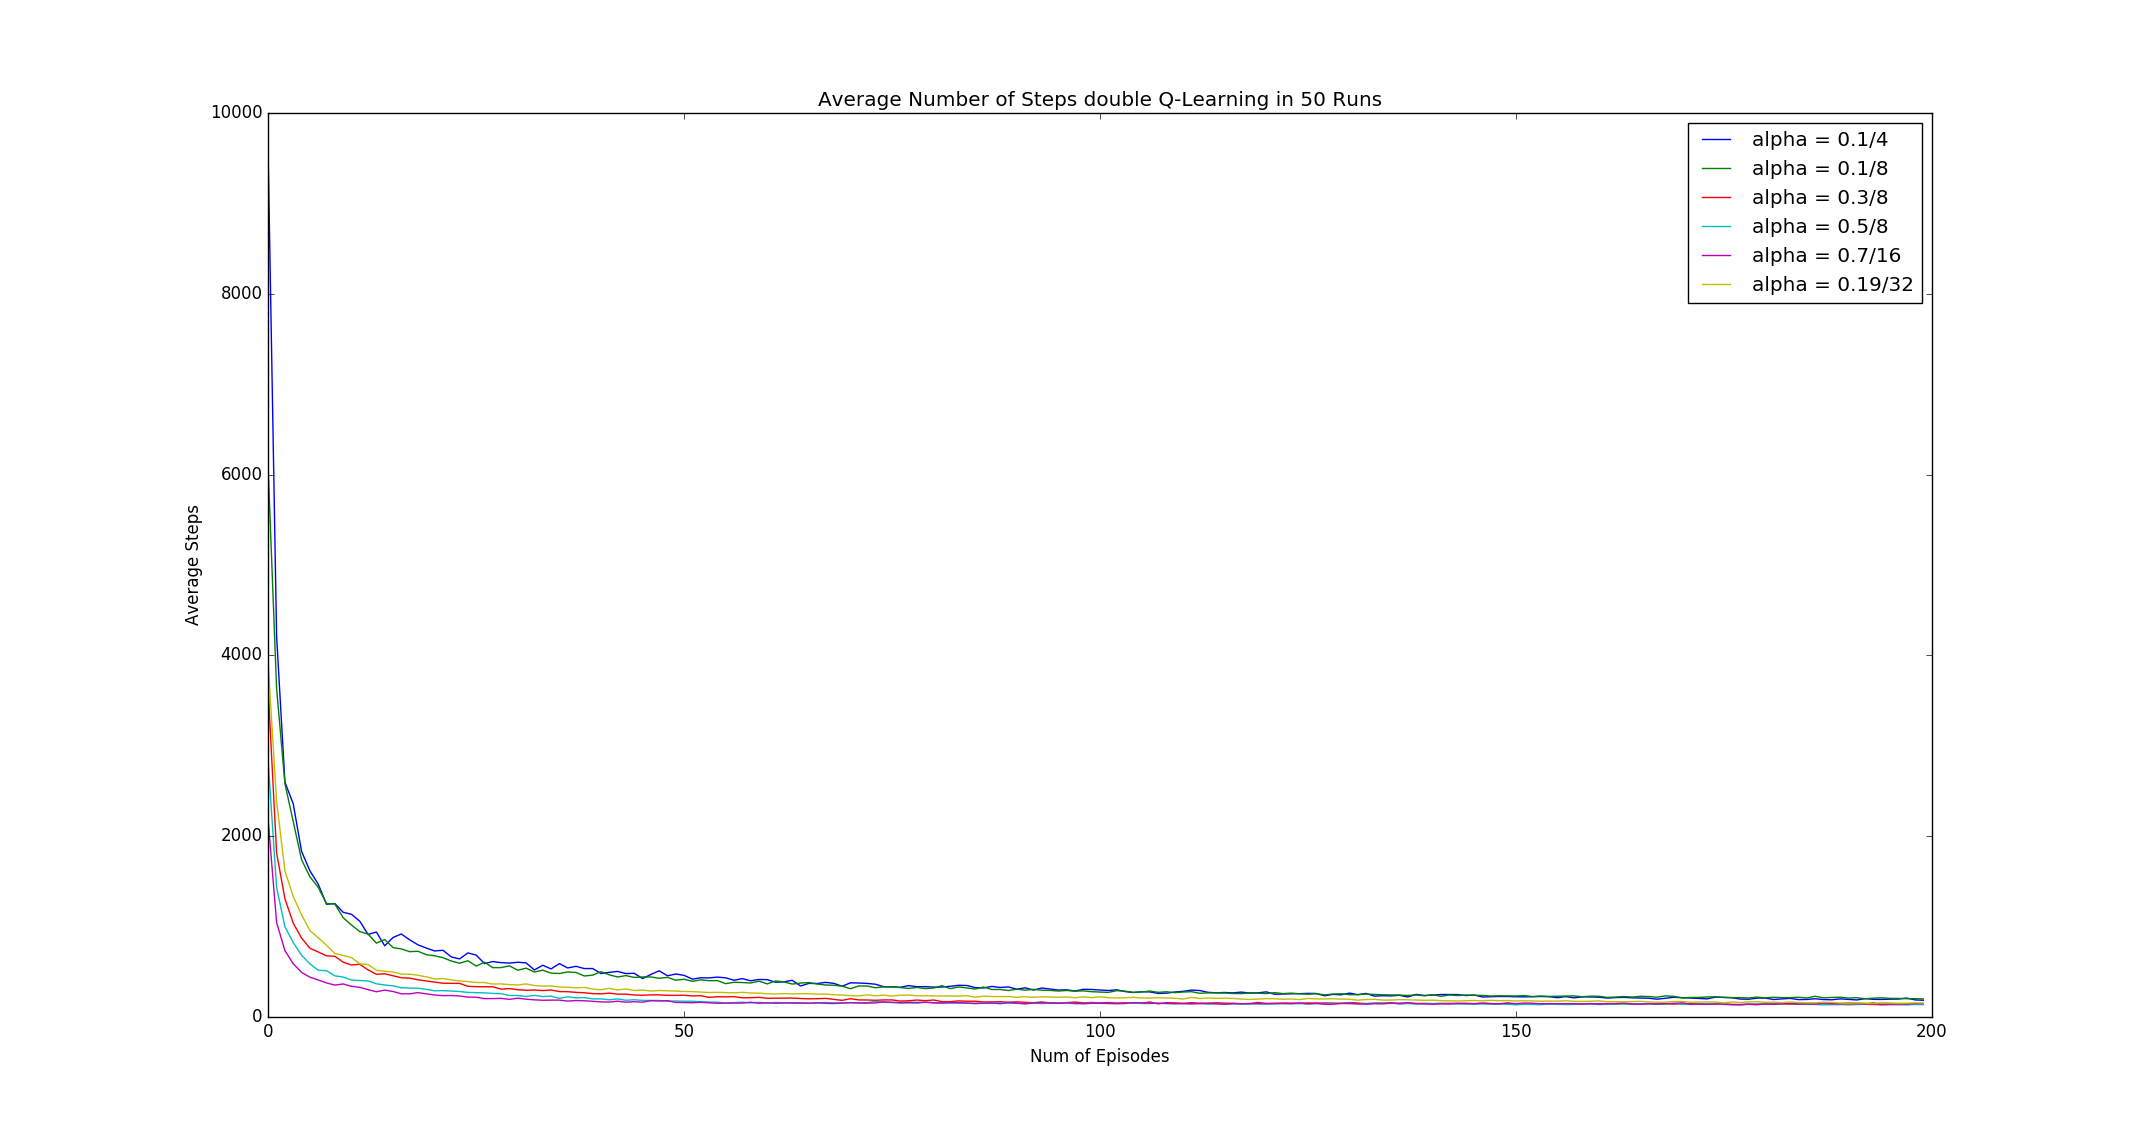 Average Number of Steps double Q-Learning in 50 Runs
10000
8000
6000
4000
2000
0
Average Steps
alpha = 0.1/4
alpha = 0.1/8
alpha = 0.3/8
alpha = 0.5/8
alpha = 0.7/16
alpha = 0.19/32
0 50 100 150 200
Num of Episodes